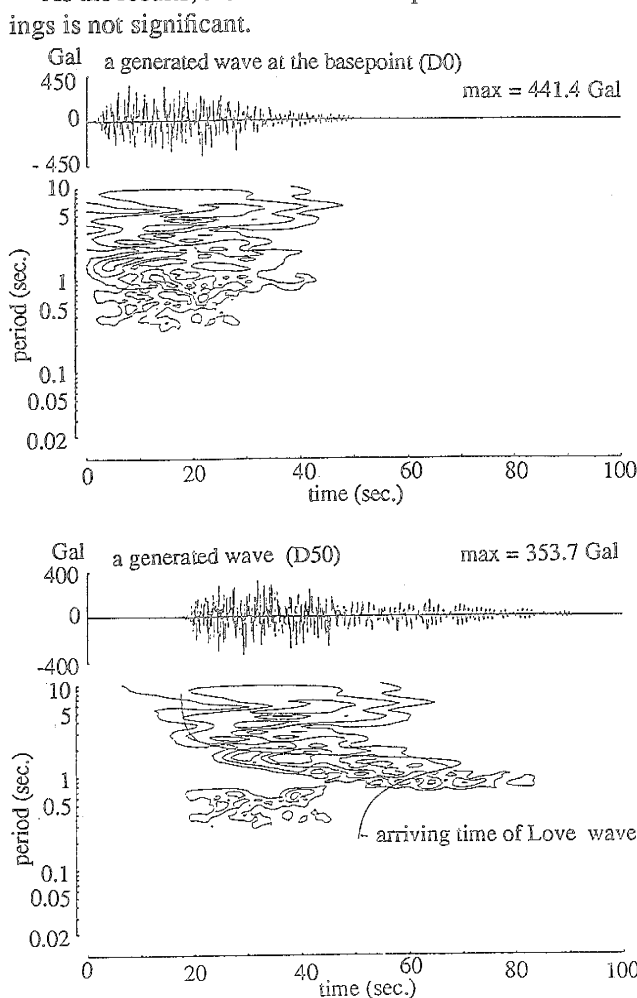 ings is not significant.
Gal a generated wave at the basepoint (D0)
450 max = 441.4 Gal
0
- 450
10
5
1
0.5
0.1
0.05
0.02
period (sec.)
0 20 40 60 80 100
time (sec.)
Gal a generated wave (D50) max = 353.7 Gal
400
0
-400
10
5
1
0.5
arriving time of Love wave
0.1
0.05
0.02
period (sec.)
0 20 40 60 80 100
time (sec.)